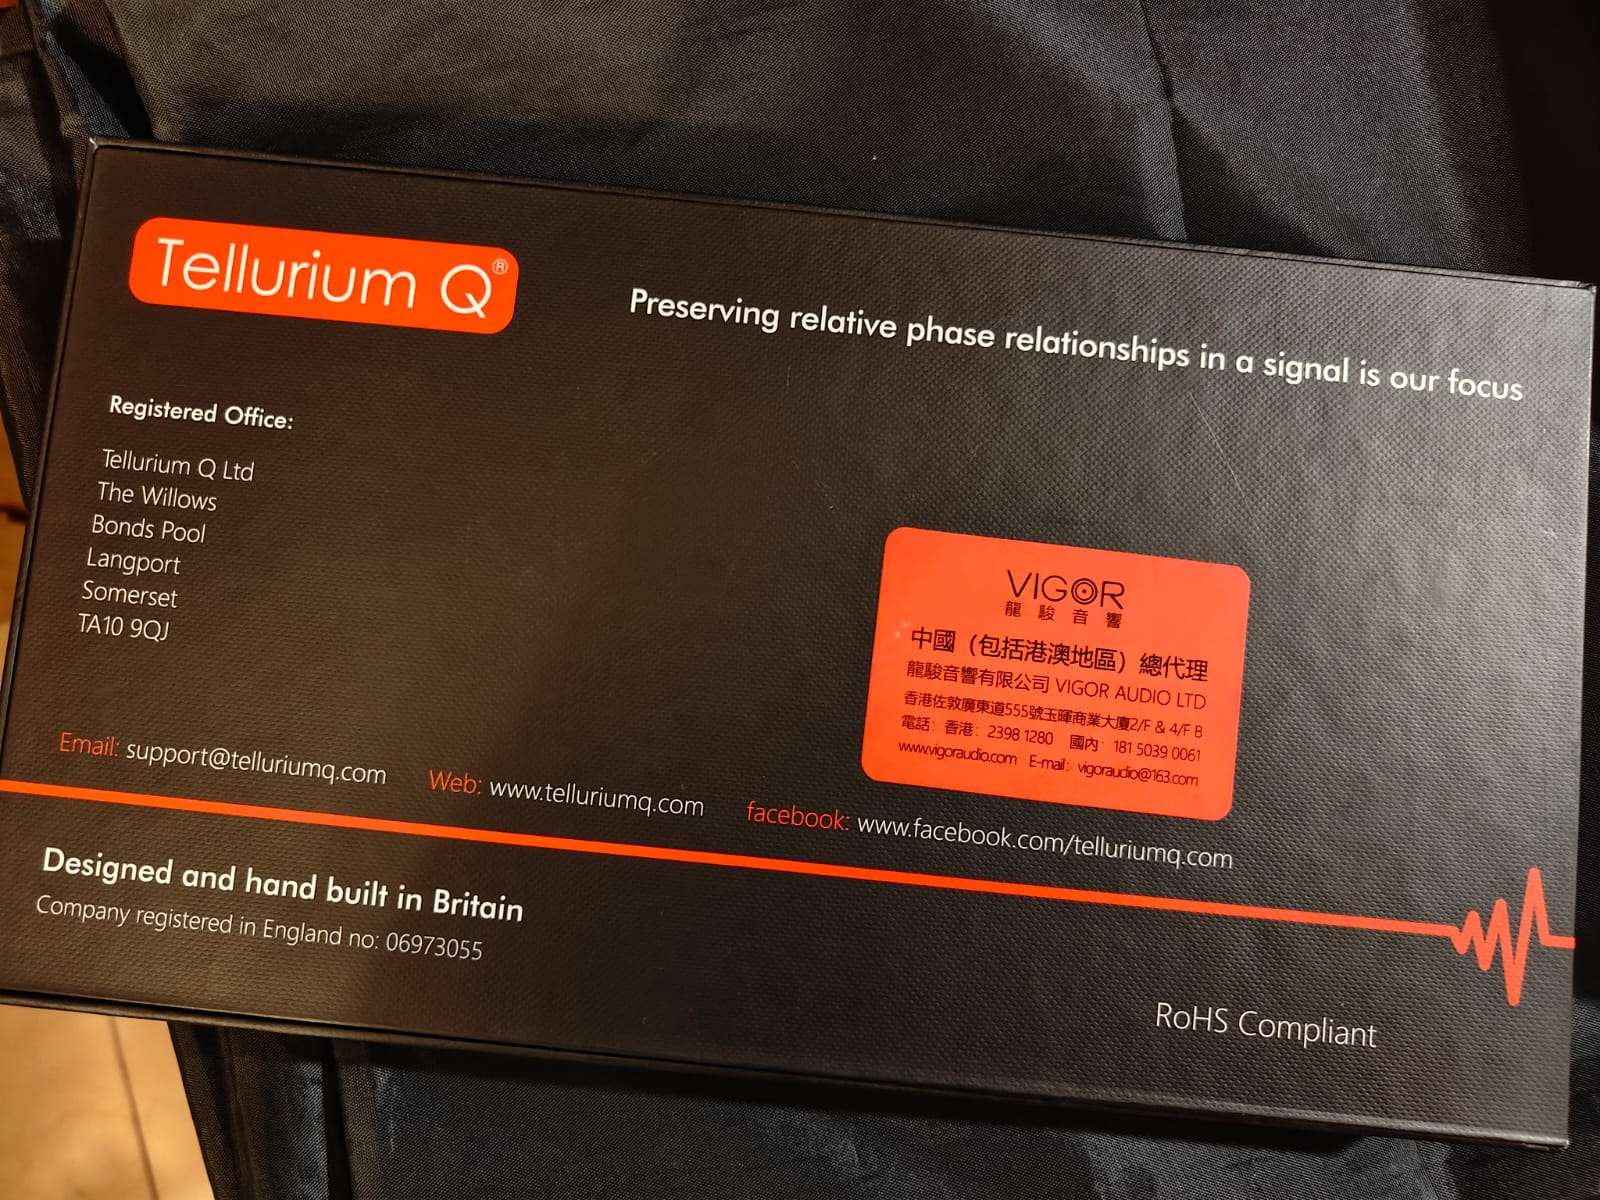 Tellurium Q®
Preserving relative phase relationships in a signal is our focus
Registered Office:
Tellurium Q Ltd
The Willows
Bonds Pool
Langport
Somerset
TA10 9QJ
VIGOR
龍駿音響
中國（包括港澳地區）總代理
龍駿音響有限公司 VIGOR AUDIO LTD
香港佐敦廣東道555號玉暉商業大廈2/F & 4/F B
電話：香港：2398 1280 國內：181 5039 0061
www.vigoraudio.com E-mail：vigoraudio@163.com
Email: support@telluriumq.com Web: www.telluriumq.com facebook: www.facebook.com/telluriumq.com
Designed and hand built in Britain
Company registered in England no: 06973055
RoHS Compliant